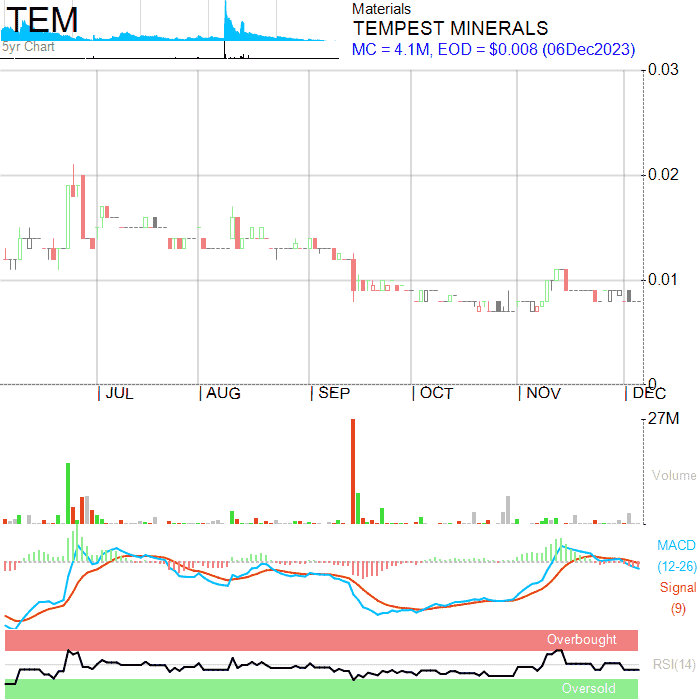 TEM
5yr Chart
Materials
TEMPEST MINERALS
MC = 4.1M, EOD = $0.008 (06Dec2023)
0.03
0.02
0.01
0
JUL
AUG
SEP
OCT
NOV
DEC
27M
Volume
MACD
(12-26)
Signal
(9)
Overbought
RSI(14)
Oversold